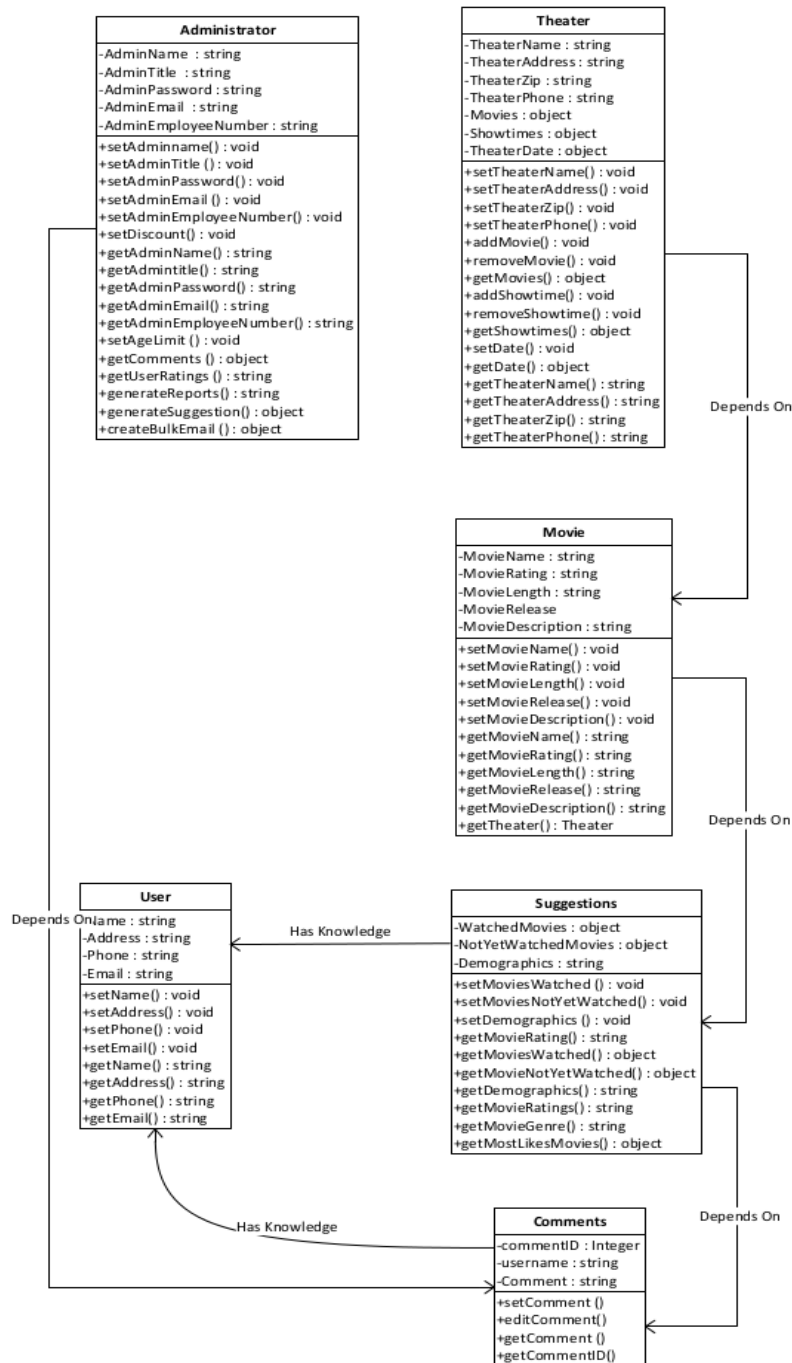 Administrator
-AdminName : string
-AdminTitle : string
-AdminPassword : string
-AdminEmail : string
-AdminEmployeeNumber : string
+setAdminname() : void
+setAdminTitle () : void
+setAdminPassword() : void
+setAdminEmail() : void
+setAdminEmployeeNumber() : void
+setDiscount() : void
+getAdminName() : string
+getAdmintitle() : string
+getAdminPassword() : string
+getAdminEmail() : string
+getAdminEmployeeNumber() : string
+setAgeLimit () : void
+getComments () : object
+getUserRatings () : string
+generateReports() : string
+generateSuggestion() : object
+createBulkEmail () : object
Theater
-TheaterName : string
-TheaterAddress : string
-TheaterZip : string
-TheaterPhone : string
-Movies : object
-Showtimes : object
-TheaterDate : object
+setTheaterName() : void
+setTheaterAddress() : void
+setTheaterZip() : void
+setTheaterPhone() : void
+addMovie() : void
+removeMovie() : void
+getMovies() : object
+addShowtime() : void
+removeShowtime() : void
+getShowtimes() : object
+setDate() : void
+getDate() : object
+getTheaterName() : string
+getTheaterAddress() : string
+getTheaterZip() : string
+getTheaterPhone() : string
Depends On
Movie
-MovieName : string
-MovieRating : string
-MovieLength : string
-MovieRelease
-MovieDescription : string
+setMovieName() : void
+setMovieRating() : void
+setMovieLength() : void
+setMovieRelease() : void
+setMovieDescription() : void
+getMovieName() : string
+getMovieRating() : string
+getMovieLength() : string
+getMovieRelease() : string
+getMovieDescription() : string
+getTheater() : Theater
Depends On
User
: string
-Address : string
-Phone : string
-Email : string
+setName() : void
+setAddress() : void
+setPhone() : void
+setEmail() : void
+getName() : string
+getAddress() : string
+getPhone() : string
+getEmail() : string
Depends On
Has Knowledge
Suggestions
-WatchedMovies : object
-NotYetWatchedMovies : object
-Demographics : string
+setMoviesWatched () : void
+setMoviesNotYetWatched() : void
+setDemographics () : void
+getMovieRating() : string
+getMoviesWatched() : object
+getMovieNotYetWatched() : object
+getDemographics() : string
+getMovieRatings() : string
+getMovieGenre() : string
+getMostLikesMovies() : object
Depends On
Has Knowledge
Comments
-commentID : Integer
-username : string
-Comment : string
+setComment ()
+editComment()
+getComment ()
+getCommentID()